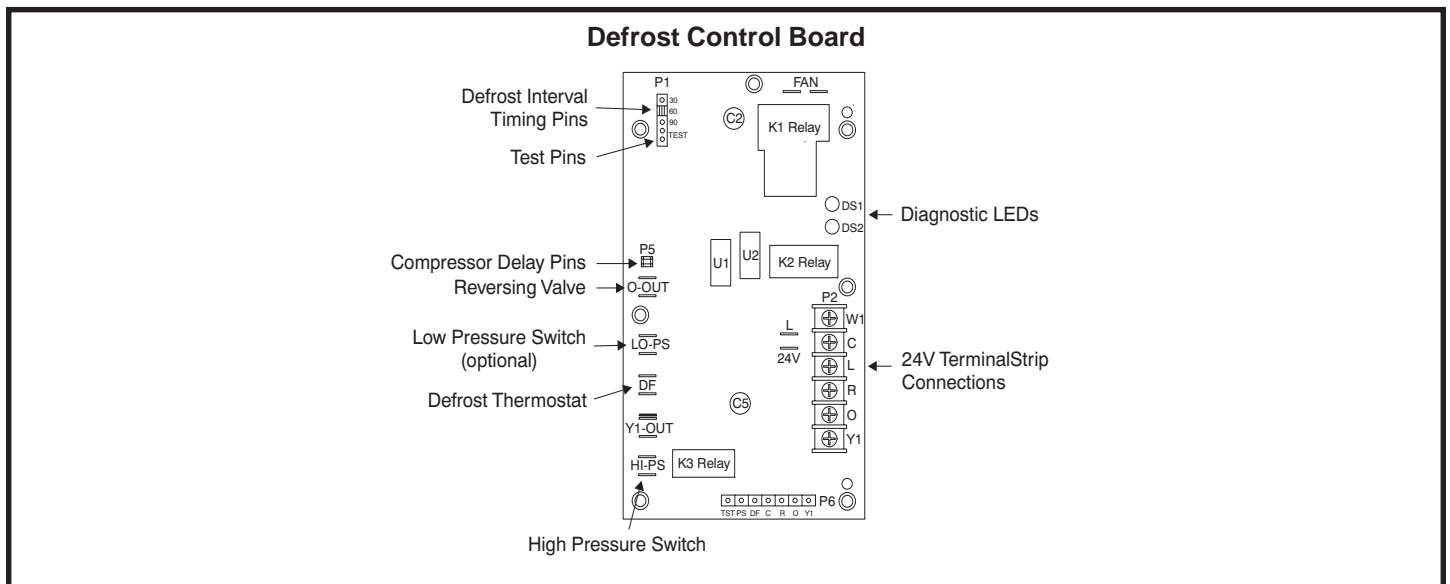 Defrost Control Board
P1
FAN
Defrost Interval
Timing Pins
30
60
90
TEST
C2
K1 Relay
Test Pins
DS1
DS2
Diagnostic LEDs
P5
U1
U2
K2 Relay
Compressor Delay Pins
Reversing Valve
O-OUT
P2
W1
C
L
R
O
Y1
L
24V
24V TerminalStrip
Connections
Low Pressure Switch
(optional)
LO-PS
DF
Defrost Thermostat
C5
Y1-OUT
HI-PS
K3 Relay
P6
TST PS DF C R O Y1
High Pressure Switch